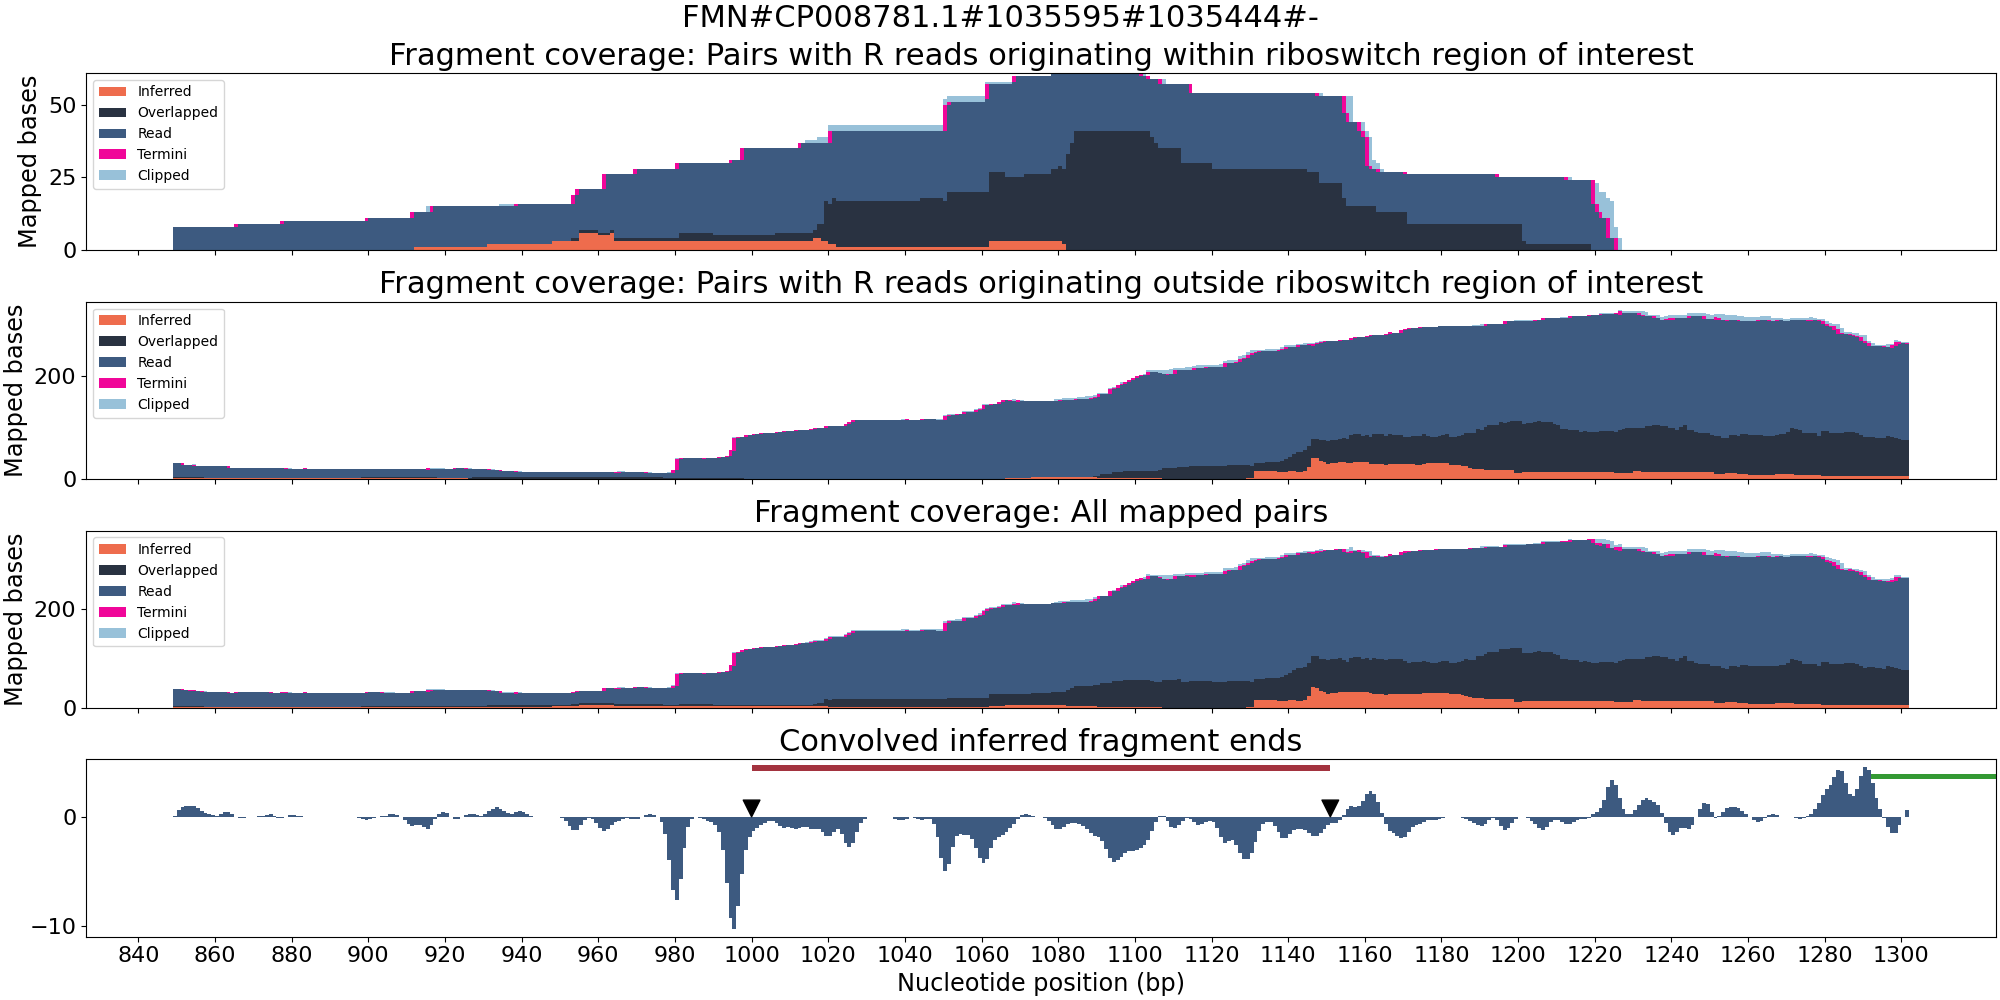 FMN#CP008781.1#1035595#1035444#-
Fragment coverage: Pairs with R reads originating within riboswitch region of interest
Mapped bases
50
25
0
Inferred
Overlapped
Read
Termini
Clipped
Fragment coverage: Pairs with R reads originating outside riboswitch region of interest
Mapped bases
200
0
Inferred
Overlapped
Read
Termini
Clipped
Fragment coverage: All mapped pairs
Mapped bases
200
0
Inferred
Overlapped
Read
Termini
Clipped
Convolved inferred fragment ends
0
−10
840 860 880 900 920 940 960 980 1000 1020 1040 1060 1080 1100 1120 1140 1160 1180 1200 1220 1240 1260 1280 1300
Nucleotide position (bp)